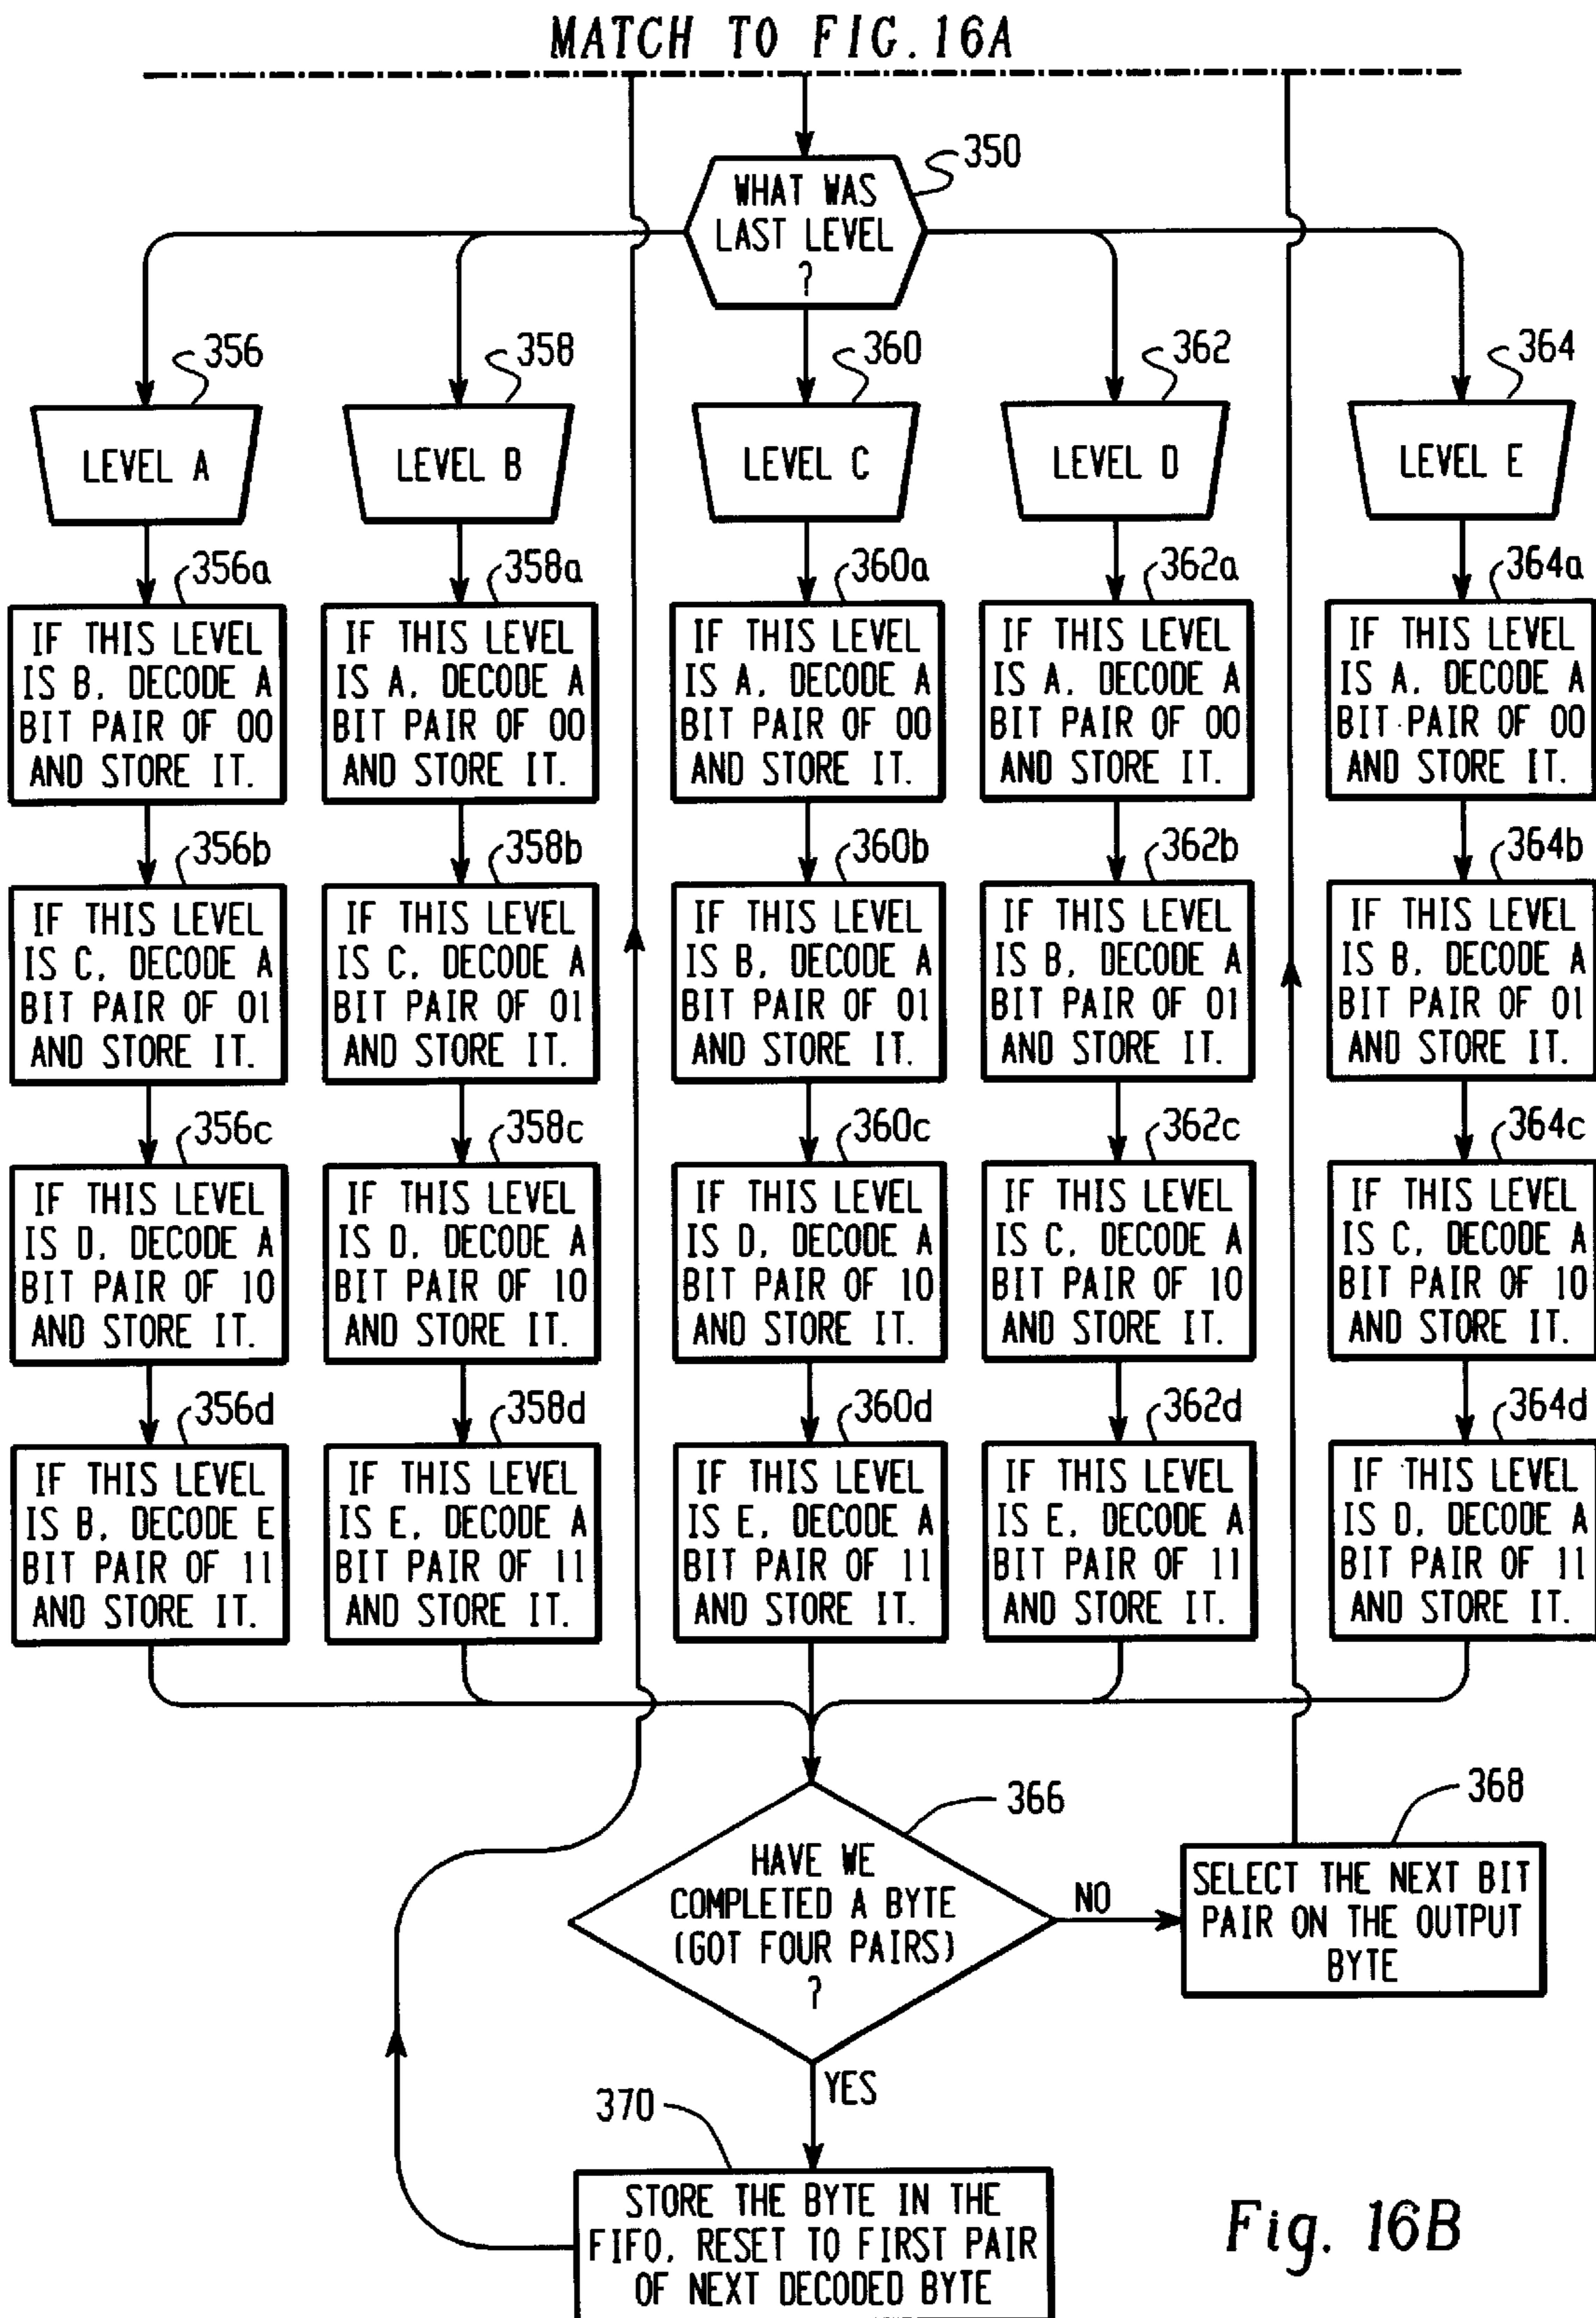 MATCH TO FIG. 16A
350
WHAT WAS
LAST LEVEL
?
356
LEVEL A
358
LEVEL B
360
LEVEL C
362
LEVEL D
364
LEVEL E
356a
IF THIS LEVEL
IS B, DECODE A
BIT PAIR OF 00
AND STORE IT.
358a
IF THIS LEVEL
IS A, DECODE A
BIT PAIR OF 00
AND STORE IT.
360a
IF THIS LEVEL
IS A, DECODE A
BIT PAIR OF 00
AND STORE IT.
362a
IF THIS LEVEL
IS A, DECODE A
BIT PAIR OF 00
AND STORE IT.
364a
IF THIS LEVEL
IS A, DECODE A
BIT PAIR OF 00
AND STORE IT.
356b
IF THIS LEVEL
IS C, DECODE A
BIT PAIR OF 01
AND STORE IT.
358b
IF THIS LEVEL
IS C, DECODE A
BIT PAIR OF 01
AND STORE IT.
360b
IF THIS LEVEL
IS B, DECODE A
BIT PAIR OF 01
AND STORE IT.
362b
IF THIS LEVEL
IS B, DECODE A
BIT PAIR OF 01
AND STORE IT.
364b
IF THIS LEVEL
IS B, DECODE A
BIT PAIR OF 01
AND STORE IT.
356c
IF THIS LEVEL
IS D, DECODE A
BIT PAIR OF 10
AND STORE IT.
358c
IF THIS LEVEL
IS D, DECODE A
BIT PAIR OF 10
AND STORE IT.
360c
IF THIS LEVEL
IS D, DECODE A
BIT PAIR OF 10
AND STORE IT.
362c
IF THIS LEVEL
IS C, DECODE A
BIT PAIR OF 10
AND STORE IT.
364c
IF THIS LEVEL
IS C, DECODE A
BIT PAIR OF 10
AND STORE IT.
356d
IF THIS LEVEL
IS B, DECODE E
BIT PAIR OF 11
AND STORE IT.
358d
IF THIS LEVEL
IS E, DECODE A
BIT PAIR OF 11
AND STORE IT.
360d
IF THIS LEVEL
IS E, DECODE A
BIT PAIR OF 11
AND STORE IT.
362d
IF THIS LEVEL
IS E, DECODE A
BIT PAIR OF 11
AND STORE IT.
364d
IF THIS LEVEL
IS D, DECODE A
BIT PAIR OF 11
AND STORE IT.
366
HAVE WE
COMPLETED A BYTE
(GOT FOUR PAIRS)
?
NO
368
SELECT THE NEXT BIT
PAIR ON THE OUTPUT
BYTE
YES
370
STORE THE BYTE IN THE
FIFO, RESET TO FIRST PAIR
OF NEXT DECODED BYTE
Fig. 16B